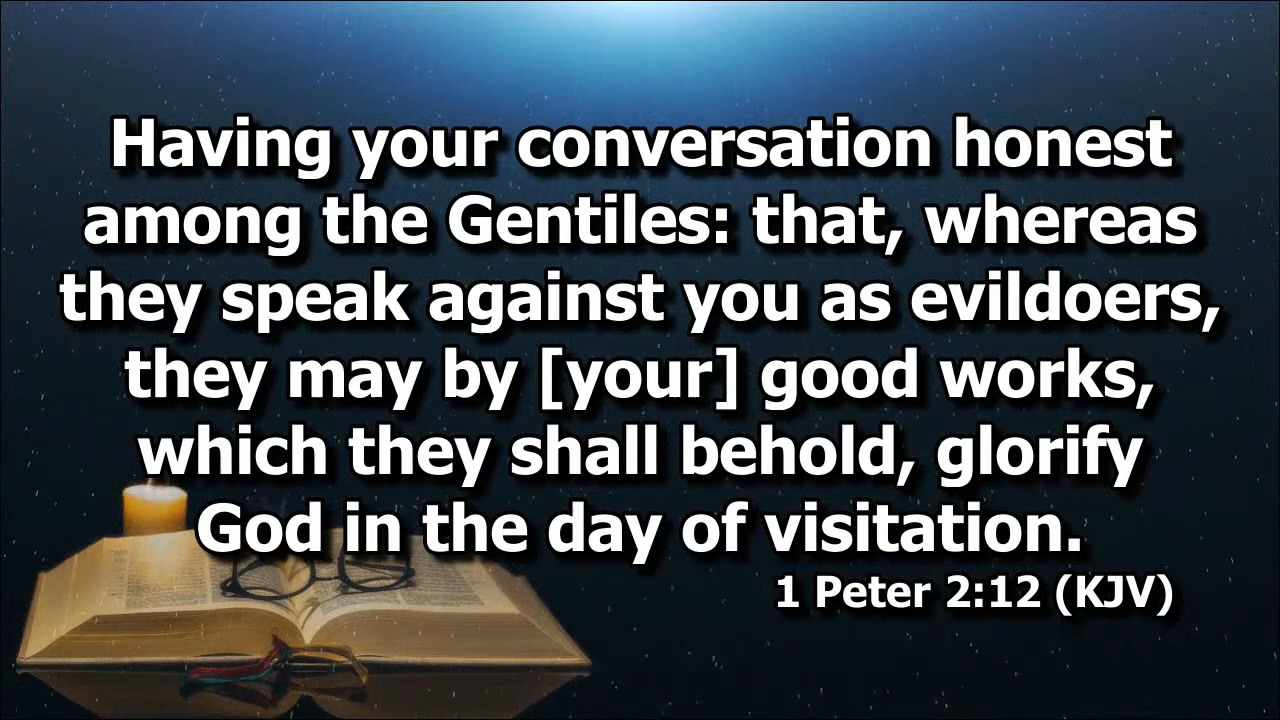 Having your conversation honest
among the Gentiles: that, whereas
they speak against you as evildoers,
they may by [your] good works,
which they shall behold, glorify
God in the day of visitation.
1 Peter 2:12 (KJV)